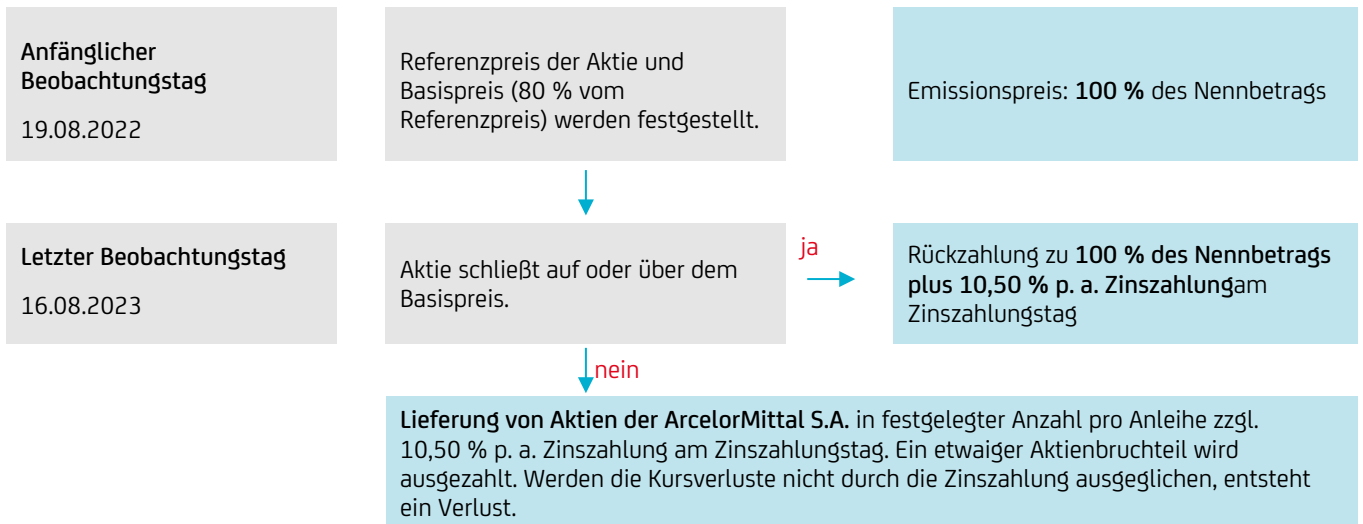 Anfänglicher
Beobachtungstag
19.08.2022
Referenzpreis der Aktie und
Basispreis (80 % vom
Referenzpreis) werden festgestellt.
Emissionspreis: 100 % des Nennbetrags
Letzter Beobachtungstag
16.08.2023
Aktie schließt auf oder über dem
Basispreis.
ja
Rückzahlung zu 100 % des Nennbetrags
plus 10,50 % p. a. Zinszahlungam
Zinszahlungstag
nein
Lieferung von Aktien der ArcelorMittal S.A. in festgelegter Anzahl pro Anleihe zzgl.
10,50 % p. a. Zinszahlung am Zinszahlungstag. Ein etwaiger Aktienbruchteil wird
ausgezahlt. Werden die Kursverluste nicht durch die Zinszahlung ausgeglichen, entsteht
ein Verlust.